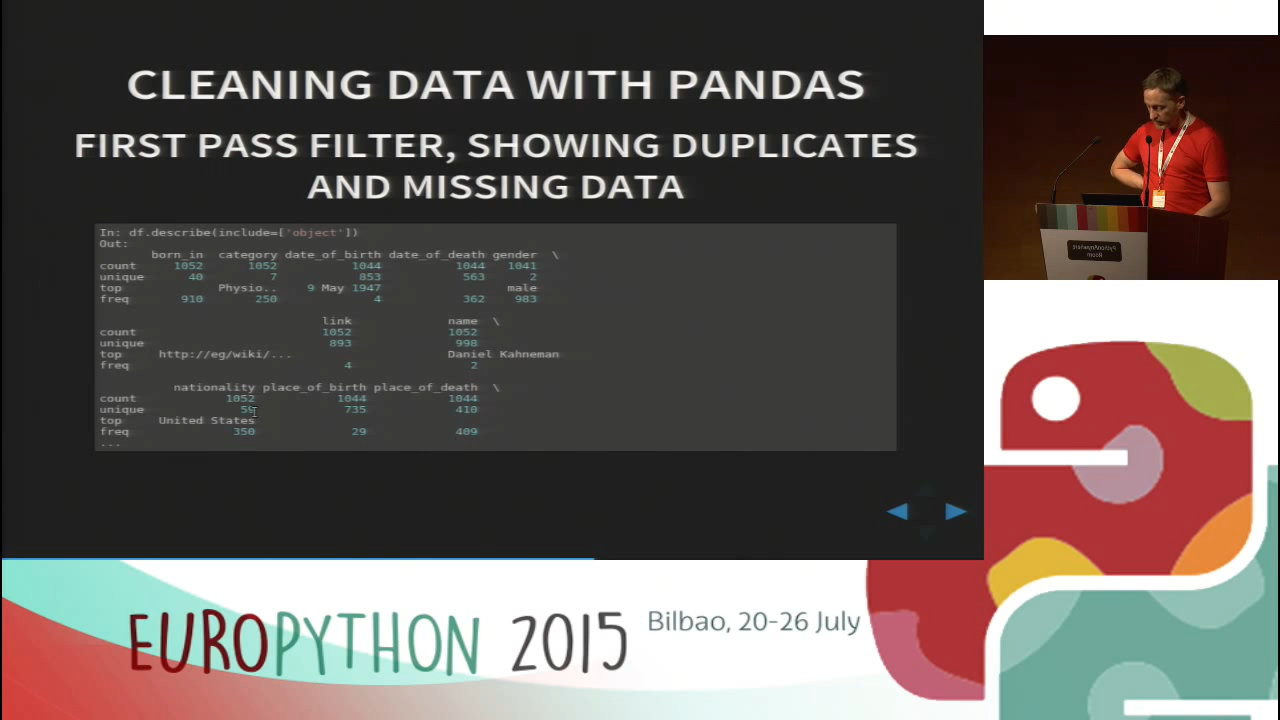 CLEANING DATA WITH PANDAS
FIRST PASS FILTER, SHOWING DUPLICATES
AND MISSING DATA
In: df.describe(include=['object'])
Out:
born_in category date_of_birth date_of_death gender \
count 1052 1052 1044 1044 1041
unique 40 7 853 563 2
top Physio.. 9 May 1947 male
freq 910 250 4 362 983
link name \
count 1052 1052
unique 893 998
top http://eg/wiki/... Daniel Kahneman
freq 4 2
nationality place_of_birth place_of_death \
count 1052 1044 1044
unique 59 735 410
top United States
freq 350 29 409
...
PythonAnywhere
Room
EUROPYTHON 2015
Bilbao, 20-26 July